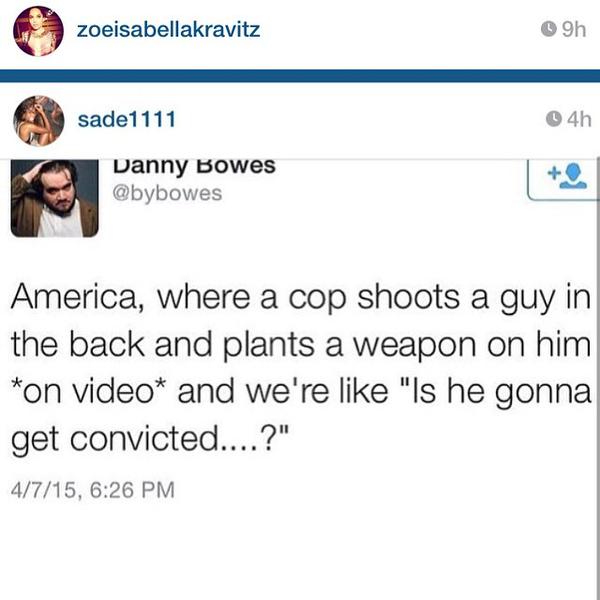 zoeisabellakravitz 9h
sade1111 4h
Danny Bowes
@bybowes
America, where a cop shoots a guy in
the back and plants a weapon on him
*on video* and we're like "Is he gonna
get convicted....?"
4/7/15, 6:26 PM